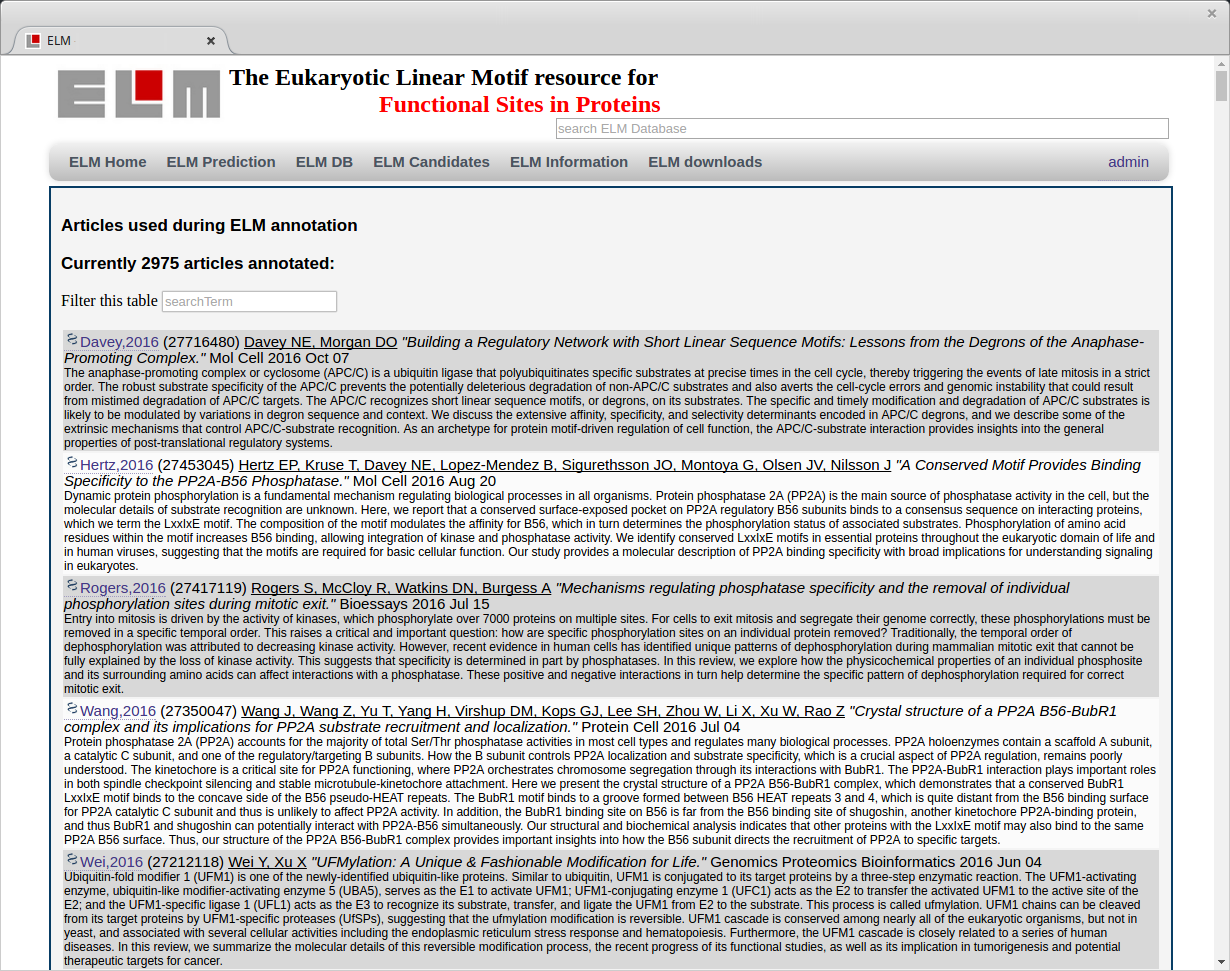 ELM
ELM
The Eukaryotic Linear Motif resource for
Functional Sites in Proteins
search ELM Database
ELM Home ELM Prediction ELM DB ELM Candidates ELM Information ELM downloads admin
Articles used during ELM annotation
Currently 2975 articles annotated:
Filter this table searchTerm
Davey,2016 (27716480) Davey NE, Morgan DO "Building a Regulatory Network with Short Linear Sequence Motifs: Lessons from the Degrons of the Anaphase-
Promoting Complex." Mol Cell 2016 Oct 07
The anaphase-promoting complex or cyclosome (APC/C) is a ubiquitin ligase that polyubiquitinates specific substrates at precise times in the cell cycle, thereby triggering the events of late mitosis in a strict
order. The robust substrate specificity of the APC/C prevents the potentially deleterious degradation of non-APC/C substrates and also averts the cell-cycle errors and genomic instability that could result
from mistimed degradation of APC/C targets. The APC/C recognizes short linear sequence motifs, or degrons, on its substrates. The specific and timely modification and degradation of APC/C substrates is
likely to be modulated by variations in degron sequence and context. We discuss the extensive affinity, specificity, and selectivity determinants encoded in APC/C degrons, and we describe some of the
extrinsic mechanisms that control APC/C-substrate recognition. As an archetype for protein motif-driven regulation of cell function, the APC/C-substrate interaction provides insights into the general
properties of post-translational regulatory systems.
Hertz,2016 (27453045) Hertz EP, Kruse T, Davey NE, Lopez-Mendez B, Sigurethsson JO, Montoya G, Olsen JV, Nilsson J "A Conserved Motif Provides Binding
Specificity to the PP2A-B56 Phosphatase." Mol Cell 2016 Aug 20
Dynamic protein phosphorylation is a fundamental mechanism regulating biological processes in all organisms. Protein phosphatase 2A (PP2A) is the main source of phosphatase activity in the cell, but the
molecular details of substrate recognition are unknown. Here, we report that a conserved surface-exposed pocket on PP2A regulatory B56 subunits binds to a consensus sequence on interacting proteins,
which we term the LxxIxE motif. The composition of the motif modulates the affinity for B56, which in turn determines the phosphorylation status of associated substrates. Phosphorylation of amino acid
residues within the motif increases B56 binding, allowing integration of kinase and phosphatase activity. We identify conserved LxxIxE motifs in essential proteins throughout the eukaryotic domain of life and
in human viruses, suggesting that the motifs are required for basic cellular function. Our study provides a molecular description of PP2A binding specificity with broad implications for understanding signaling
in eukaryotes.
Rogers,2016 (27417119) Rogers S, McCloy R, Watkins DN, Burgess A "Mechanisms regulating phosphatase specificity and the removal of individual
phosphorylation sites during mitotic exit." Bioessays 2016 Jul 15
Entry into mitosis is driven by the activity of kinases, which phosphorylate over 7000 proteins on multiple sites. For cells to exit mitosis and segregate their genome correctly, these phosphorylations must be
removed in a specific temporal order. This raises a critical and important question: how are specific phosphorylation sites on an individual protein removed? Traditionally, the temporal order of
dephosphorylation was attributed to decreasing kinase activity. However, recent evidence in human cells has identified unique patterns of dephosphorylation during mammalian mitotic exit that cannot be
fully explained by the loss of kinase activity. This suggests that specificity is determined in part by phosphatases. In this review, we explore how the physicochemical properties of an individual phosphosite
and its surrounding amino acids can affect interactions with a phosphatase. These positive and negative interactions in turn help determine the specific pattern of dephosphorylation required for correct
mitotic exit.
Wang,2016 (27350047) Wang J, Wang Z, Yu T, Yang H, Virshup DM, Kops GJ, Lee SH, Zhou W, Li X, Xu W, Rao Z "Crystal structure of a PP2A B56-BubR1
complex and its implications for PP2A substrate recruitment and localization." Protein Cell 2016 Jul 04
Protein phosphatase 2A (PP2A) accounts for the majority of total Ser/Thr phosphatase activities in most cell types and regulates many biological processes. PP2A holoenzymes contain a scaffold A subunit,
a catalytic C subunit, and one of the regulatory/targeting B subunits. How the B subunit controls PP2A localization and substrate specificity, which is a crucial aspect of PP2A regulation, remains poorly
understood. The kinetochore is a critical site for PP2A functioning, where PP2A orchestrates chromosome segregation through its interactions with BubR1. The PP2A-BubR1 interaction plays important roles
in both spindle checkpoint silencing and stable microtubule-kinetochore attachment. Here we present the crystal structure of a PP2A B56-BubR1 complex, which demonstrates that a conserved BubR1
LxxIxE motif binds to the concave side of the B56 pseudo-HEAT repeats. The BubR1 motif binds to a groove formed between B56 HEAT repeats 3 and 4, which is quite distant from the B56 binding surface
for PP2A catalytic C subunit and thus is unlikely to affect PP2A activity. In addition, the BubR1 binding site on B56 is far from the B56 binding site of shugoshin, another kinetochore PP2A-binding protein,
and thus BubR1 and shugoshin can potentially interact with PP2A-B56 simultaneously. Our structural and biochemical analysis indicates that other proteins with the LxxIxE motif may also bind to the same
PP2A B56 surface. Thus, our structure of the PP2A B56-BubR1 complex provides important insights into how the B56 subunit directs the recruitment of PP2A to specific targets.
Wei,2016 (27212118) Wei Y, Xu X "UFMylation: A Unique & Fashionable Modification for Life." Genomics Proteomics Bioinformatics 2016 Jun 04
Ubiquitin-fold modifier 1 (UFM1) is one of the newly-identified ubiquitin-like proteins. Similar to ubiquitin, UFM1 is conjugated to its target proteins by a three-step enzymatic reaction. The UFM1-activating
enzyme, ubiquitin-like modifier-activating enzyme 5 (UBA5), serves as the E1 to activate UFM1; UFM1-conjugating enzyme 1 (UFC1) acts as the E2 to transfer the activated UFM1 to the active site of the
E2; and the UFM1-specific ligase 1 (UFL1) acts as the E3 to recognize its substrate, transfer, and ligate the UFM1 from E2 to the substrate. This process is called ufmylation. UFM1 chains can be cleaved
from its target proteins by UFM1-specific proteases (UfSPs), suggesting that the ufmylation modification is reversible. UFM1 cascade is conserved among nearly all of the eukaryotic organisms, but not in
yeast, and associated with several cellular activities including the endoplasmic reticulum stress response and hematopoiesis. Furthermore, the UFM1 cascade is closely related to a series of human
diseases. In this review, we summarize the molecular details of this reversible modification process, the recent progress of its functional studies, as well as its implication in tumorigenesis and potential
therapeutic targets for cancer.